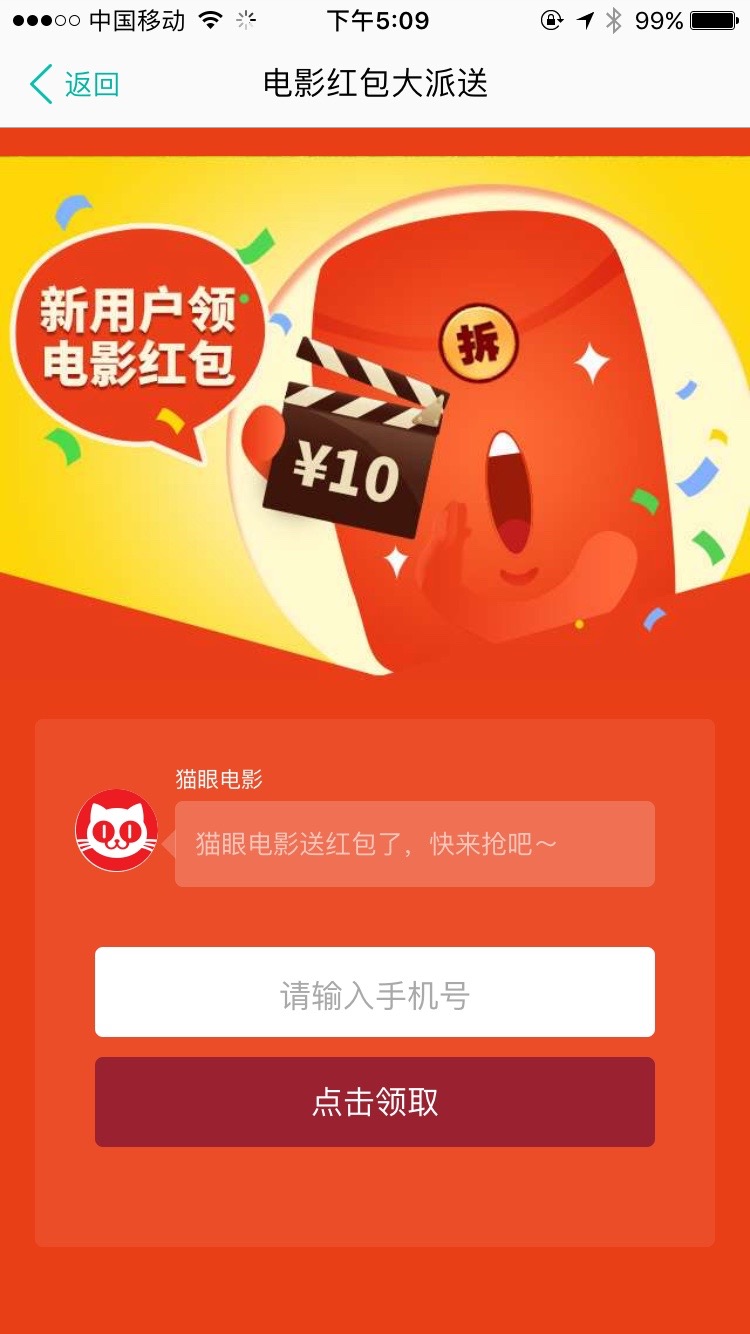 中国移动 下午5:09 99%
返回 电影红包大派送
新用户领
电影红包
拆
¥10
猫眼电影
猫眼电影送红包了，快来抢吧～
请输入手机号
点击领取